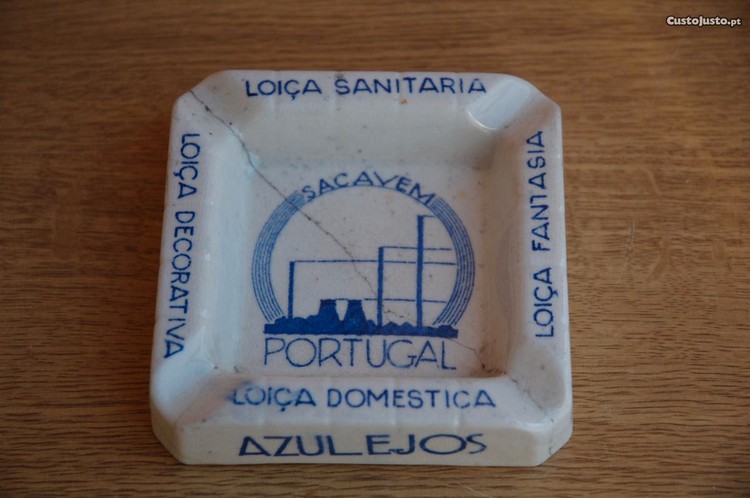 CustoJusto.pt
LOIÇA SANITARIA
LOIÇA DECORATIVA
LOIÇA FANTASIA
SACAVEM
PORTUGAL
LOIÇA DOMESTICA
AZULEJOS